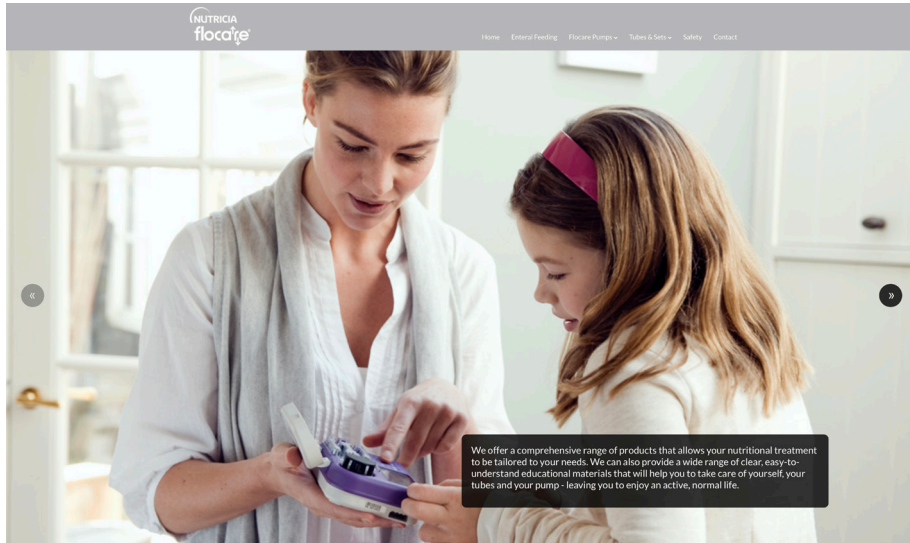 NUTRICIA
flocare®
Home Enteral Feeding Flocare Pumps Tubes & Sets Safety Contact
«
»
We offer a comprehensive range of products that allows your nutritional treatment
to be tailored to your needs. We can also provide a wide range of clear, easy-to-
understand educational materials that will help you to take care of yourself, your
tubes and your pump - leaving you to enjoy an active, normal life.